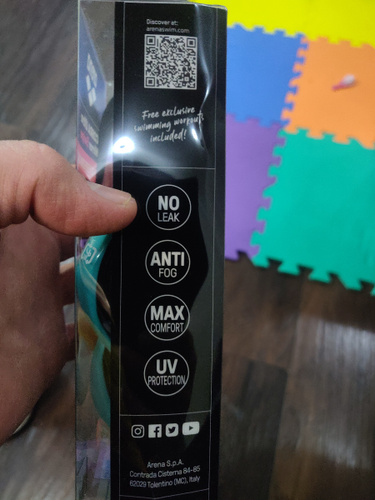 Discover at:
arenaswim.com
Free exclusive
swimming workouts
included!
NO
LEAK
ANTI
FOG
MAX
COMFORT
UV
PROTECTION
Arena S.p.A.
Contrada Cisterna 84-85
62029 Tolentino (MC), Italy